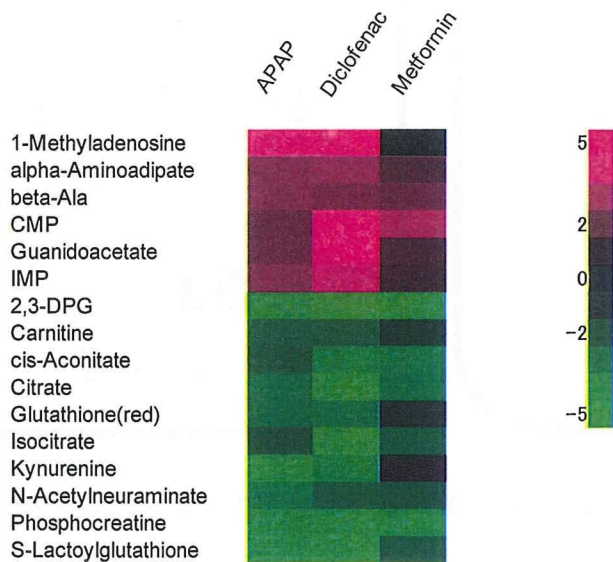 APAP
Diclofenac
Metformin
1-Methyladenosine
alpha-Aminoadipate
beta-Ala
CMP
Guanidoacetate
IMP
2,3-DPG
Carnitine
cis-Aconitate
Citrate
Glutathione(red)
Isocitrate
Kynurenine
N-Acetylneuraminate
Phosphocreatine
S-Lactoylglutathione
5
2
0
−2
−5